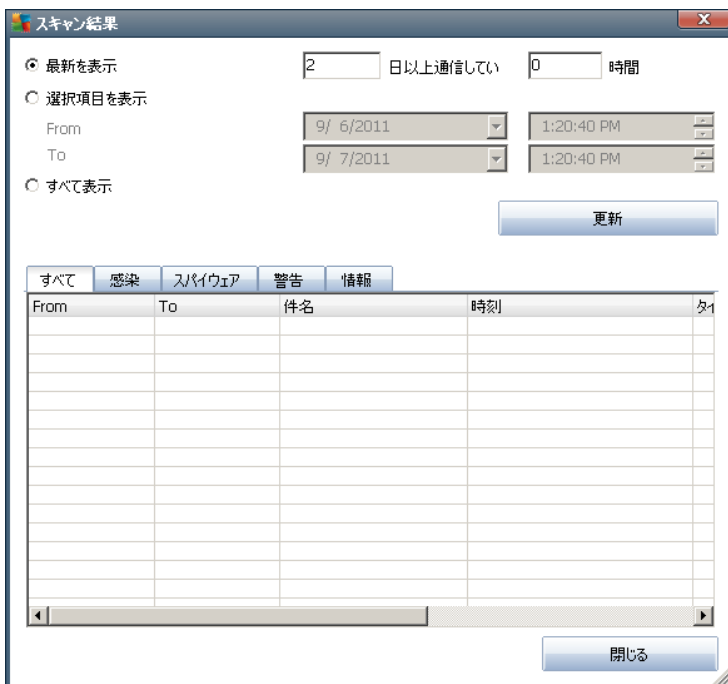 スキャン結果
最新を表示 2 日以上通信してい 0 時間
選択項目を表示
From 9/ 6/2011 1:20:40 PM
To 9/ 7/2011 1:20:40 PM
すべて表示
更新
すべて 感染 スパイウェア 警告 情報
From To 件名 時刻 タイ
閉じる